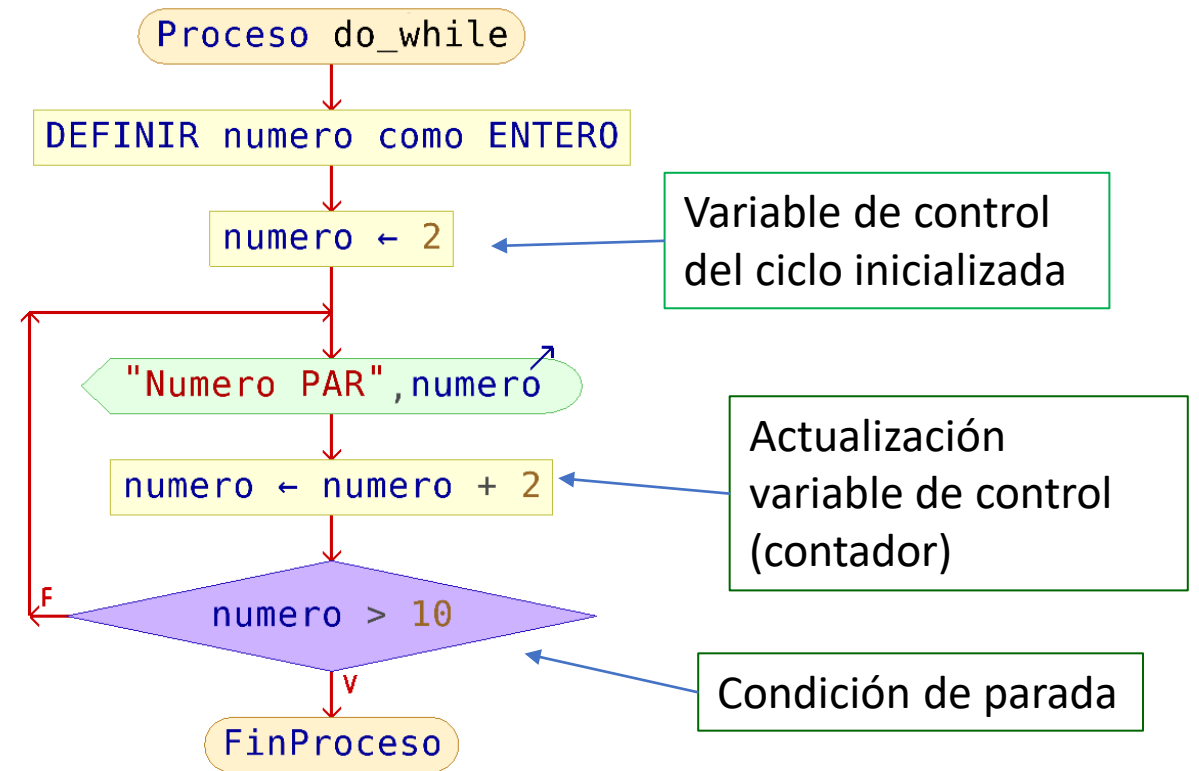 Proceso do_while
DEFINIR numero como ENTERO
numero ← 2
Variable de control
del ciclo inicializada
"Numero PAR",numero
numero ← numero + 2
Actualización
variable de control
(contador)
F
numero > 10
V
Condición de parada
FinProceso